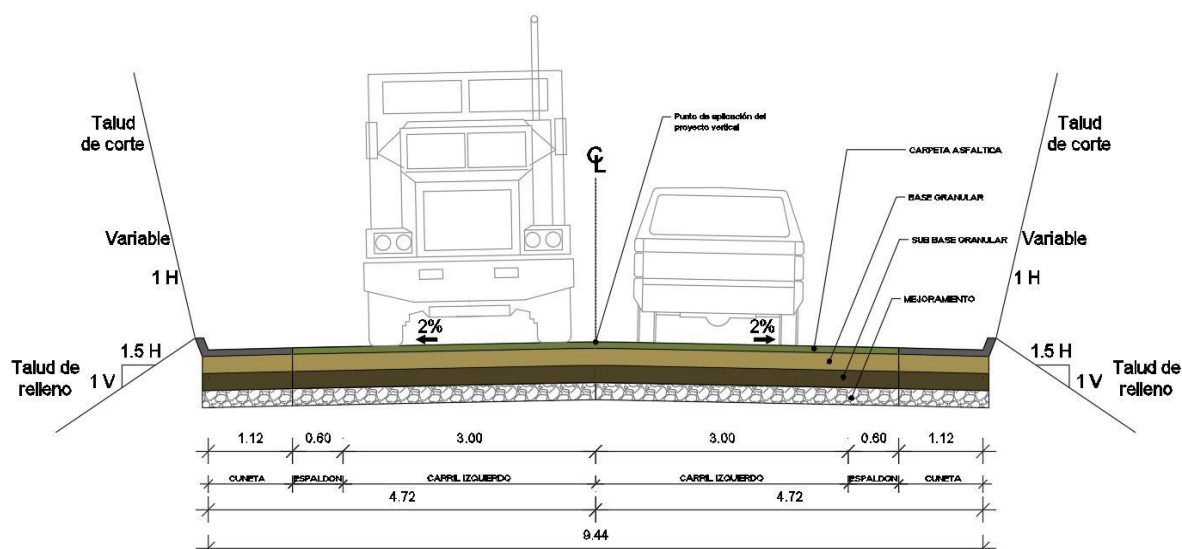 Talud
de corte
Variable
1 H
1.5 H
Talud de
relleno
1 V
Punto de aplicación del
proyecto vertical
CL
2%
2%
CARPETA ASFALTICA
BASE GRANULAR
SUB BASE GRANULAR
MEJORAMIENTO
Talud
de corte
Variable
1 H
1.5 H
1 V
Talud de
relleno
1.12 0.60 3.00 3.00 0.60 1.12
CUNETA ESPALDON CARRIL IZQUIERDO CARRIL IZQUIERDO ESPALDON CUNETA
4.72 4.72
9.44